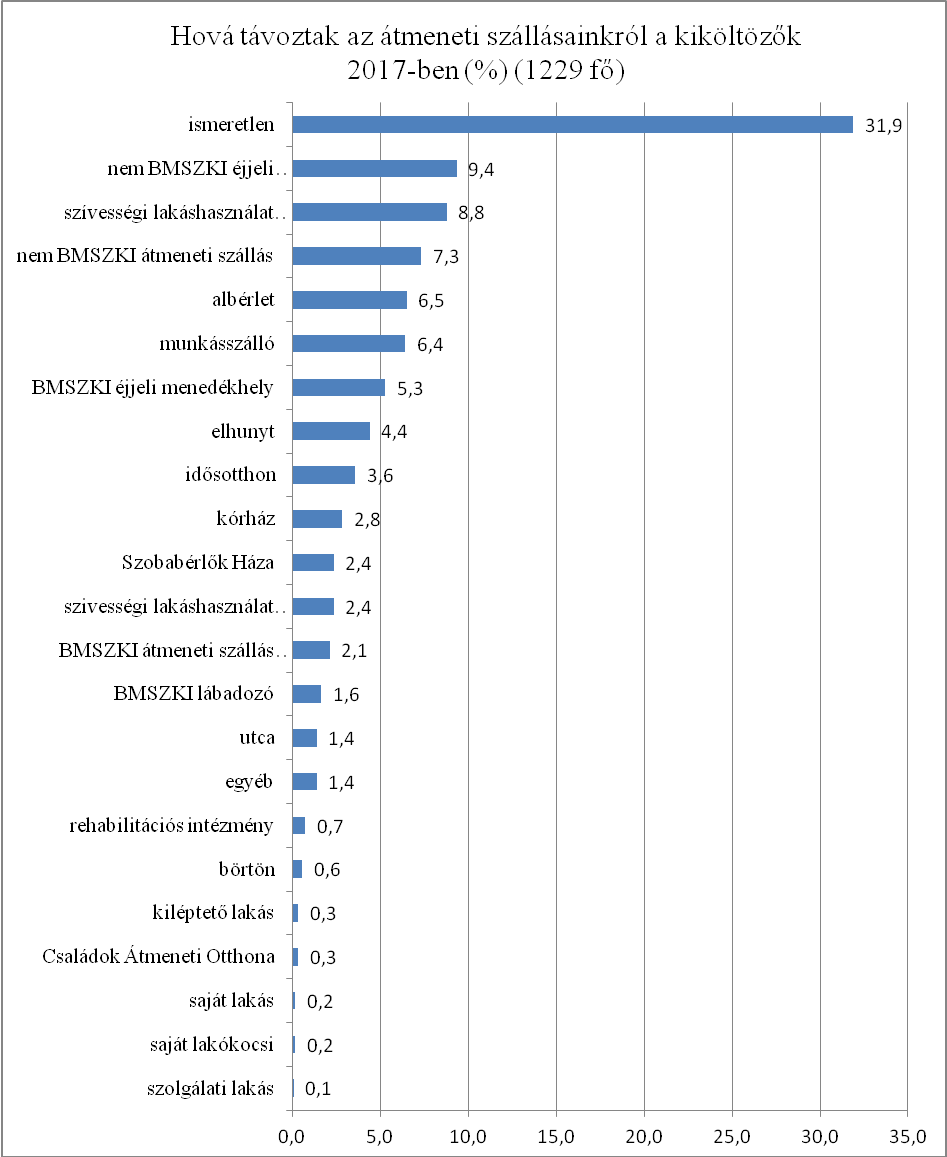 Hová távoztak az átmeneti szállásainkról a kiköltözők
2017-ben (%) (1229 fő)
ismeretlen 31,9
nem BMSZKI éjjeli.. 9,4
szívességi lakáshasználat.. 8,8
nem BMSZKI átmeneti szállás 7,3
albérlet 6,5
munkásszálló 6,4
BMSZKI éjjeli menedékhely 5,3
elhunyt 4,4
idősotthon 3,6
kórház 2,8
Szobabérlők Háza 2,4
szivességi lakáshasználat.. 2,4
BMSZKI átmeneti szállás.. 2,1
BMSZKI lábadozó 1,6
utca 1,4
egyéb 1,4
rehabilitációs intézmény 0,7
börtön 0,6
kiléptető lakás 0,3
Családok Átmeneti Otthona 0,3
saját lakás 0,2
saját lakókocsi 0,2
szolgálati lakás 0,1
0,0 5,0 10,0 15,0 20,0 25,0 30,0 35,0